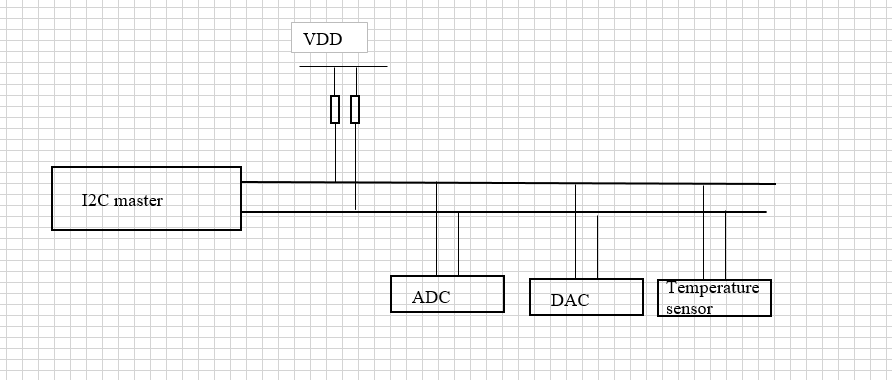 VDD
I2C master
ADC
DAC
Temperature
sensor